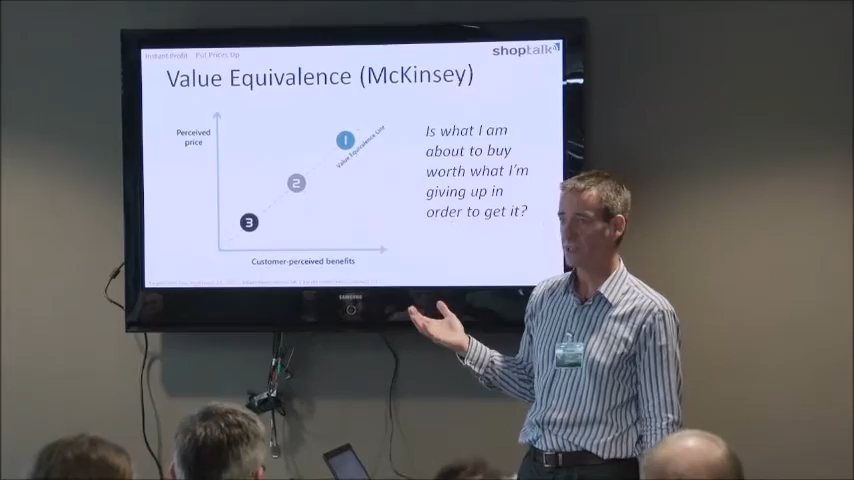 Instant Profit Put Prices Up
shoptalk
Value Equivalence (McKinsey)
Perceived
price
1
Value Equivalence Line
2
3
Customer-perceived benefits
Is what I am
about to buy
worth what I'm
giving up in
order to get it?
SAMSUNG